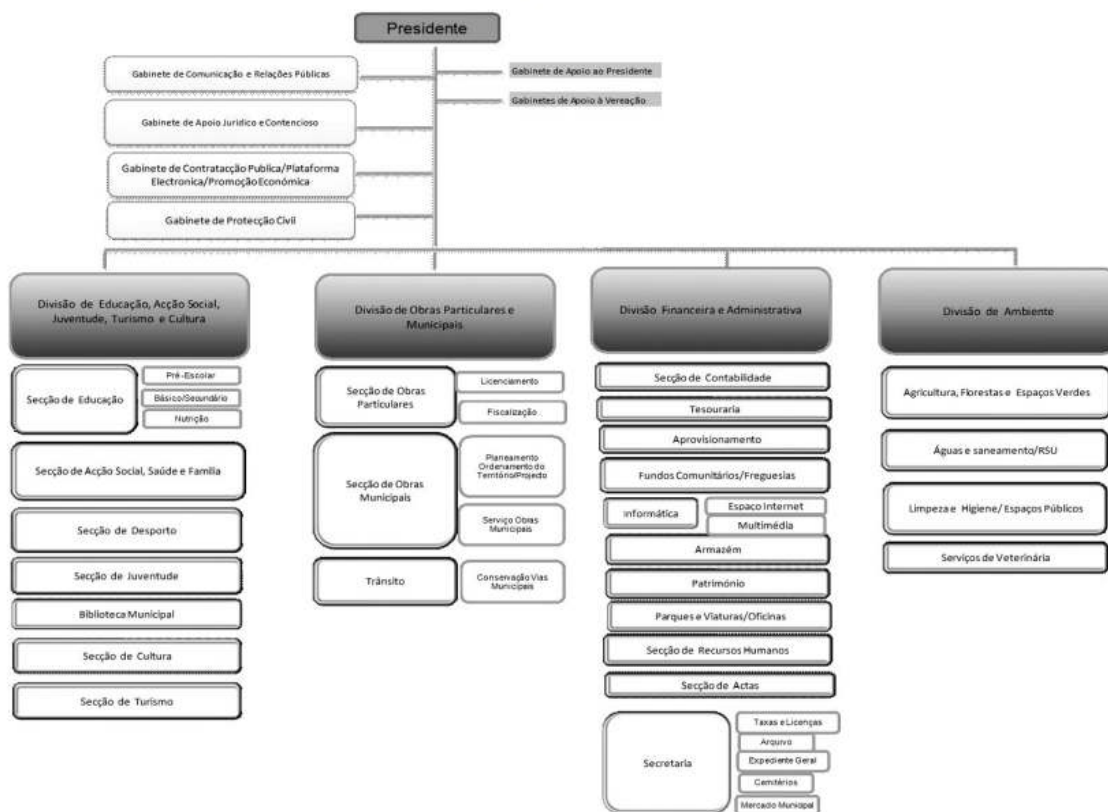 Presidente
Gabinete de Comunicação e Relações Públicas
Gabinete de Apoio ao Presidente
Gabinetes de Apoio à Vereação
Gabinete de Apoio Jurídico e Contencioso
Gabinete de Contratacção Publica/Plataforma
Electronica/Promoção Económica
Gabinete de Protecção Civil
Divisão de Educação, Acção Social,
Juventude, Turismo e Cultura
Secção de Educação
Pré-Escolar
Básico/Secundário
Nutrição
Secção de Acção Social, Saúde e Família
Secção de Desporto
Secção de Juventude
Biblioteca Municipal
Secção de Cultura
Secção de Turismo
Divisão de Obras Particulares e
Municipais
Secção de Obras
Particulares
Licenciamento
Fiscalização
Secção de Obras
Municipais
Planeamento
Ordenamento do
Território/Projecto
Serviço Obras
Municipais
Trânsito
Conservação Vias
Municipais
Divisão Financeira e Administrativa
Secção de Contabilidade
Tesouraria
Aprovisionamento
Fundos Comunitários/Freguesias
Informática
Espaco Internet
Multimédia
Armazém
Património
Parques e Viaturas/Oficinas
Secção de Recursos Humanos
Secção de Actas
Secretaria
Taxas e Licenças
Arquivo
Expediente Geral
Cemitérios
Mercado Municipal
Divisão de Ambiente
Agricultura, Florestas e Espaços Verdes
Águas e saneamento/RSU
Limpeza e Higiene/ Espaços Públicos
Serviços de Veterinária